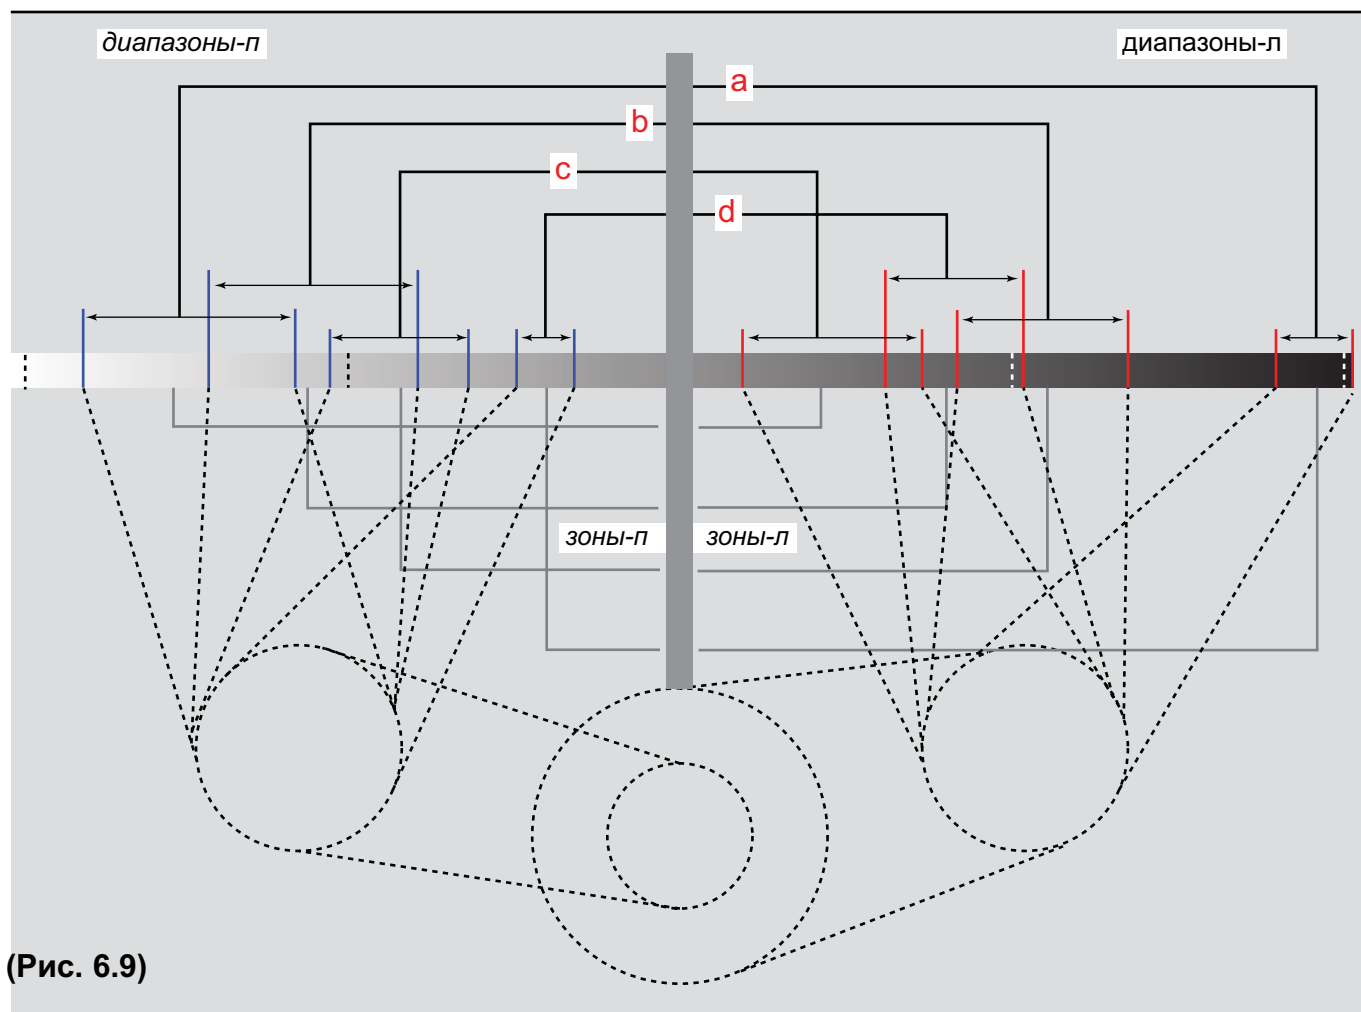 диапазоны-п
диапазоны-л
a
b
c
d
зоны-п
зоны-л
(Рис. 6.9)